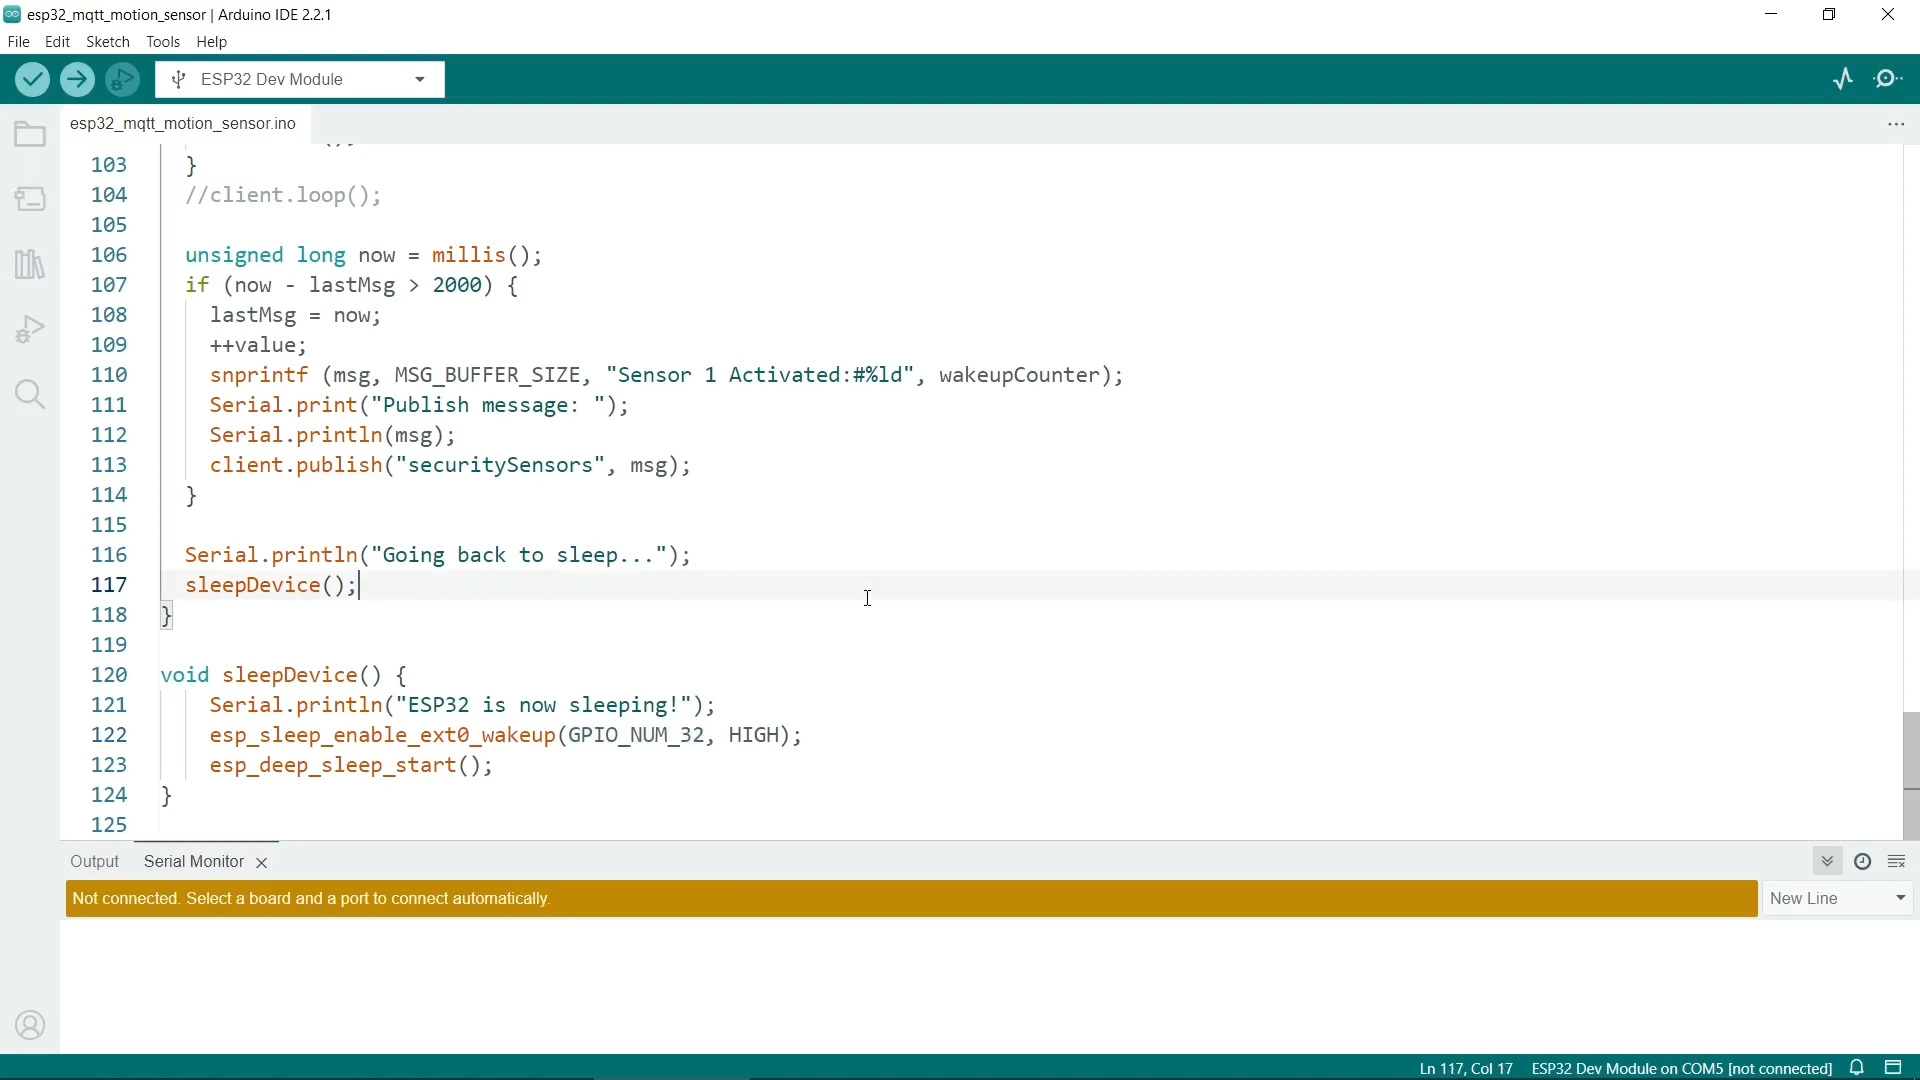 esp32_mqtt_motion_sensor | Arduino IDE 2.2.1
File Edit Sketch Tools Help
ESP32 Dev Module
esp32_mqtt_motion_sensor.ino
103 }
104 //client.loop();
105
106 unsigned long now = millis();
107 if (now - lastMsg > 2000) {
108 lastMsg = now;
109 ++value;
110 snprintf (msg, MSG_BUFFER_SIZE, "Sensor 1 Activated:#%ld", wakeupCounter);
111 Serial.print("Publish message: ");
112 Serial.println(msg);
113 client.publish("securitySensors", msg);
114 }
115
116 Serial.println("Going back to sleep...");
117 sleepDevice();
118 }
119
120 void sleepDevice() {
121 Serial.println("ESP32 is now sleeping!");
122 esp_sleep_enable_ext0_wakeup(GPIO_NUM_32, HIGH);
123 esp_deep_sleep_start();
124 }
125
Output Serial Monitor
Not connected. Select a board and a port to connect automatically.
New Line
Ln 117, Col 17 ESP32 Dev Module on COM5 [not connected]